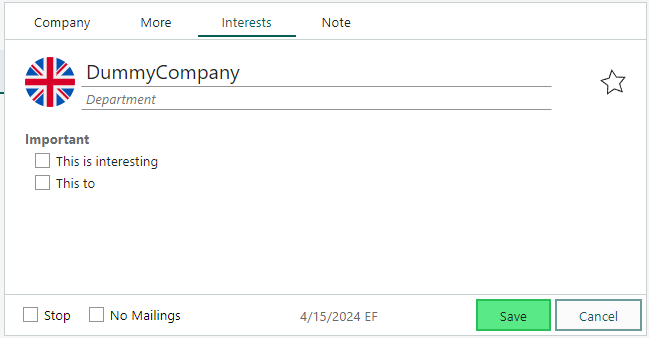 Company More Interests Note
DummyCompany
Department
Important
This is interesting
This to
Stop No Mailings 4/15/2024 EF Save Cancel